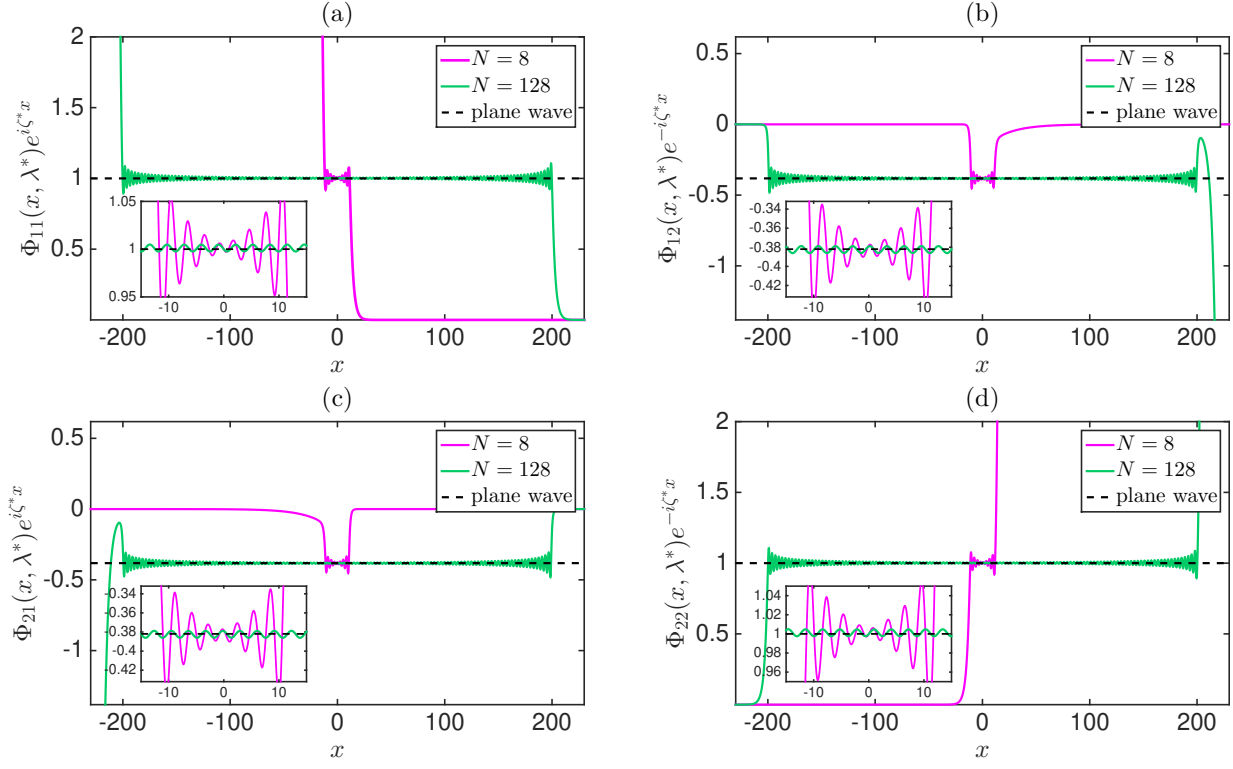 (a)
2
1.5
1
0.5
-200
-100
0
100
200
x
Φ₁₁(x, λ*)e^{iζ*x}
N = 8
N = 128
plane wave
1.05
1
0.95
-10
0
10
(b)
0.5
0
-0.5
-1
-200
-100
0
100
200
x
Φ₁₂(x, λ*)e^{-iζ*x}
N = 8
N = 128
plane wave
-0.34
-0.36
-0.38
-0.4
-0.42
-10
0
10
(c)
0.5
0
-0.5
-1
-200
-100
0
100
200
x
Φ₂₁(x, λ*)e^{iζ*x}
N = 8
N = 128
plane wave
-0.34
-0.36
-0.38
-0.4
-0.42
-10
0
10
(d)
2
1.5
1
0.5
-200
-100
0
100
200
x
Φ₂₂(x, λ*)e^{-iζ*x}
N = 8
N = 128
plane wave
1.04
1.02
1
0.98
0.96
-10
0
10